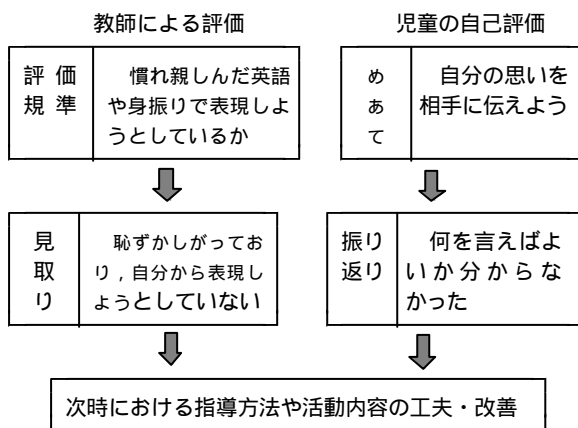 教師による評価
児童の自己評価
評価
規準
慣れ親しんだ英語
や身振りで表現しよ
うとしているか
めあて
自分の思いを
相手に伝えよう
見取り
恥ずかしがってお
り，自分から表現し
ようとしていない
振り
返り
何を言えばよ
いか分からな
かった
次時における指導方法や活動内容の工夫・改善